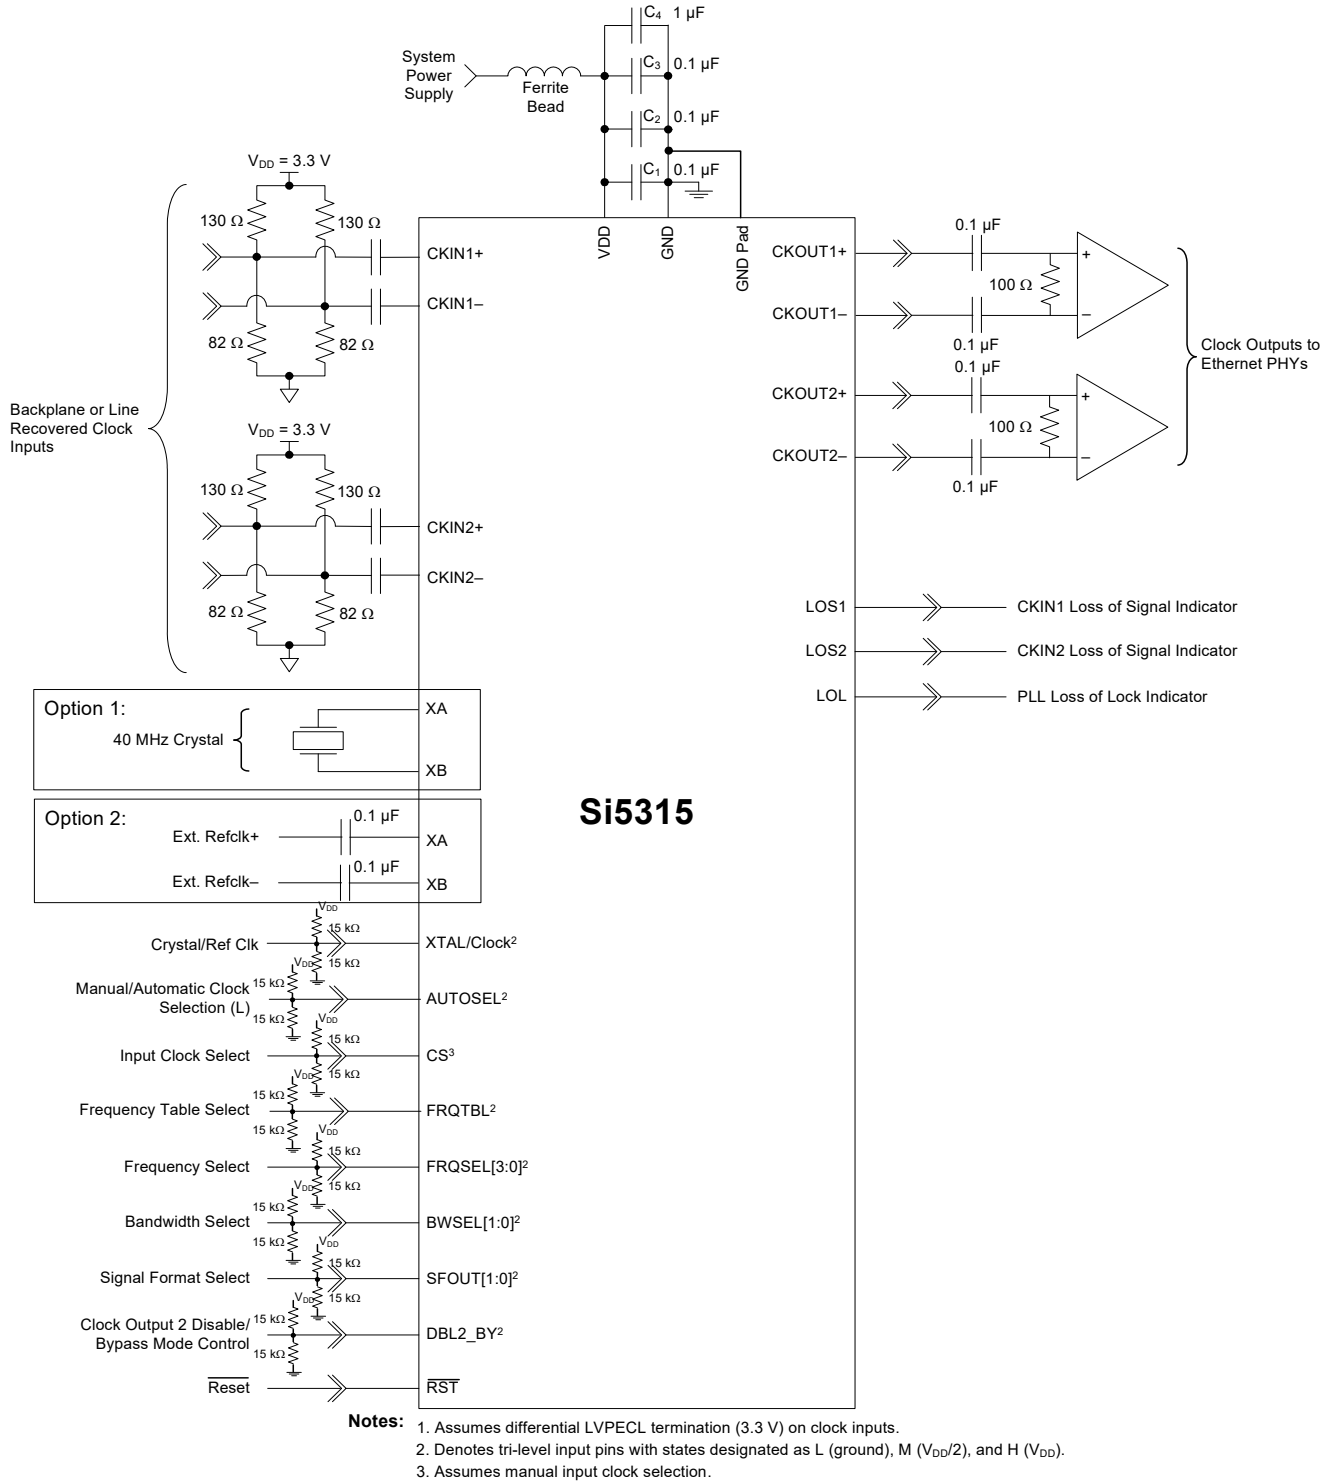 C4 1 µF
System
Power
Supply
Ferrite
Bead
C3 0.1 µF
C2 0.1 µF
C1 0.1 µF
VDD
GND
GND Pad
Backplane or Line
Recovered Clock
Inputs
VDD = 3.3 V
130 Ω
130 Ω
CKIN1+
CKIN1–
82 Ω
82 Ω
VDD = 3.3 V
130 Ω
130 Ω
CKIN2+
CKIN2–
82 Ω
82 Ω
CKOUT1+
0.1 µF
+
100 Ω
CKOUT1–
–
0.1 µF
Clock Outputs to
Ethernet PHYs
0.1 µF
CKOUT2+
+
100 Ω
CKOUT2–
–
0.1 µF
LOS1
CKIN1 Loss of Signal Indicator
LOS2
CKIN2 Loss of Signal Indicator
LOL
PLL Loss of Lock Indicator
Option 1:
40 MHz Crystal
XA
XB
Si5315
Option 2:
0.1 µF
Ext. Refclk+
XA
0.1 µF
Ext. Refclk–
XB
VDD
15 kΩ
Crystal/Ref Clk
XTAL/Clock2
15 kΩ
VDD
15 kΩ
Manual/Automatic Clock
Selection (L)
AUTOSEL2
15 kΩ
VDD
15 kΩ
Input Clock Select
CS3
15 kΩ
VDD
15 kΩ
Frequency Table Select
FRQTBL2
15 kΩ
VDD
15 kΩ
Frequency Select
FRQSEL[3:0]2
15 kΩ
VDD
15 kΩ
Bandwidth Select
BWSEL[1:0]2
15 kΩ
VDD
15 kΩ
Signal Format Select
SFOUT[1:0]2
15 kΩ
VDD
15 kΩ
Clock Output 2 Disable/
Bypass Mode Control
DBL2_BY2
15 kΩ
Reset
RST
Notes: 1. Assumes differential LVPECL termination (3.3 V) on clock inputs.
2. Denotes tri-level input pins with states designated as L (ground), M (VDD/2), and H (VDD).
3. Assumes manual input clock selection.